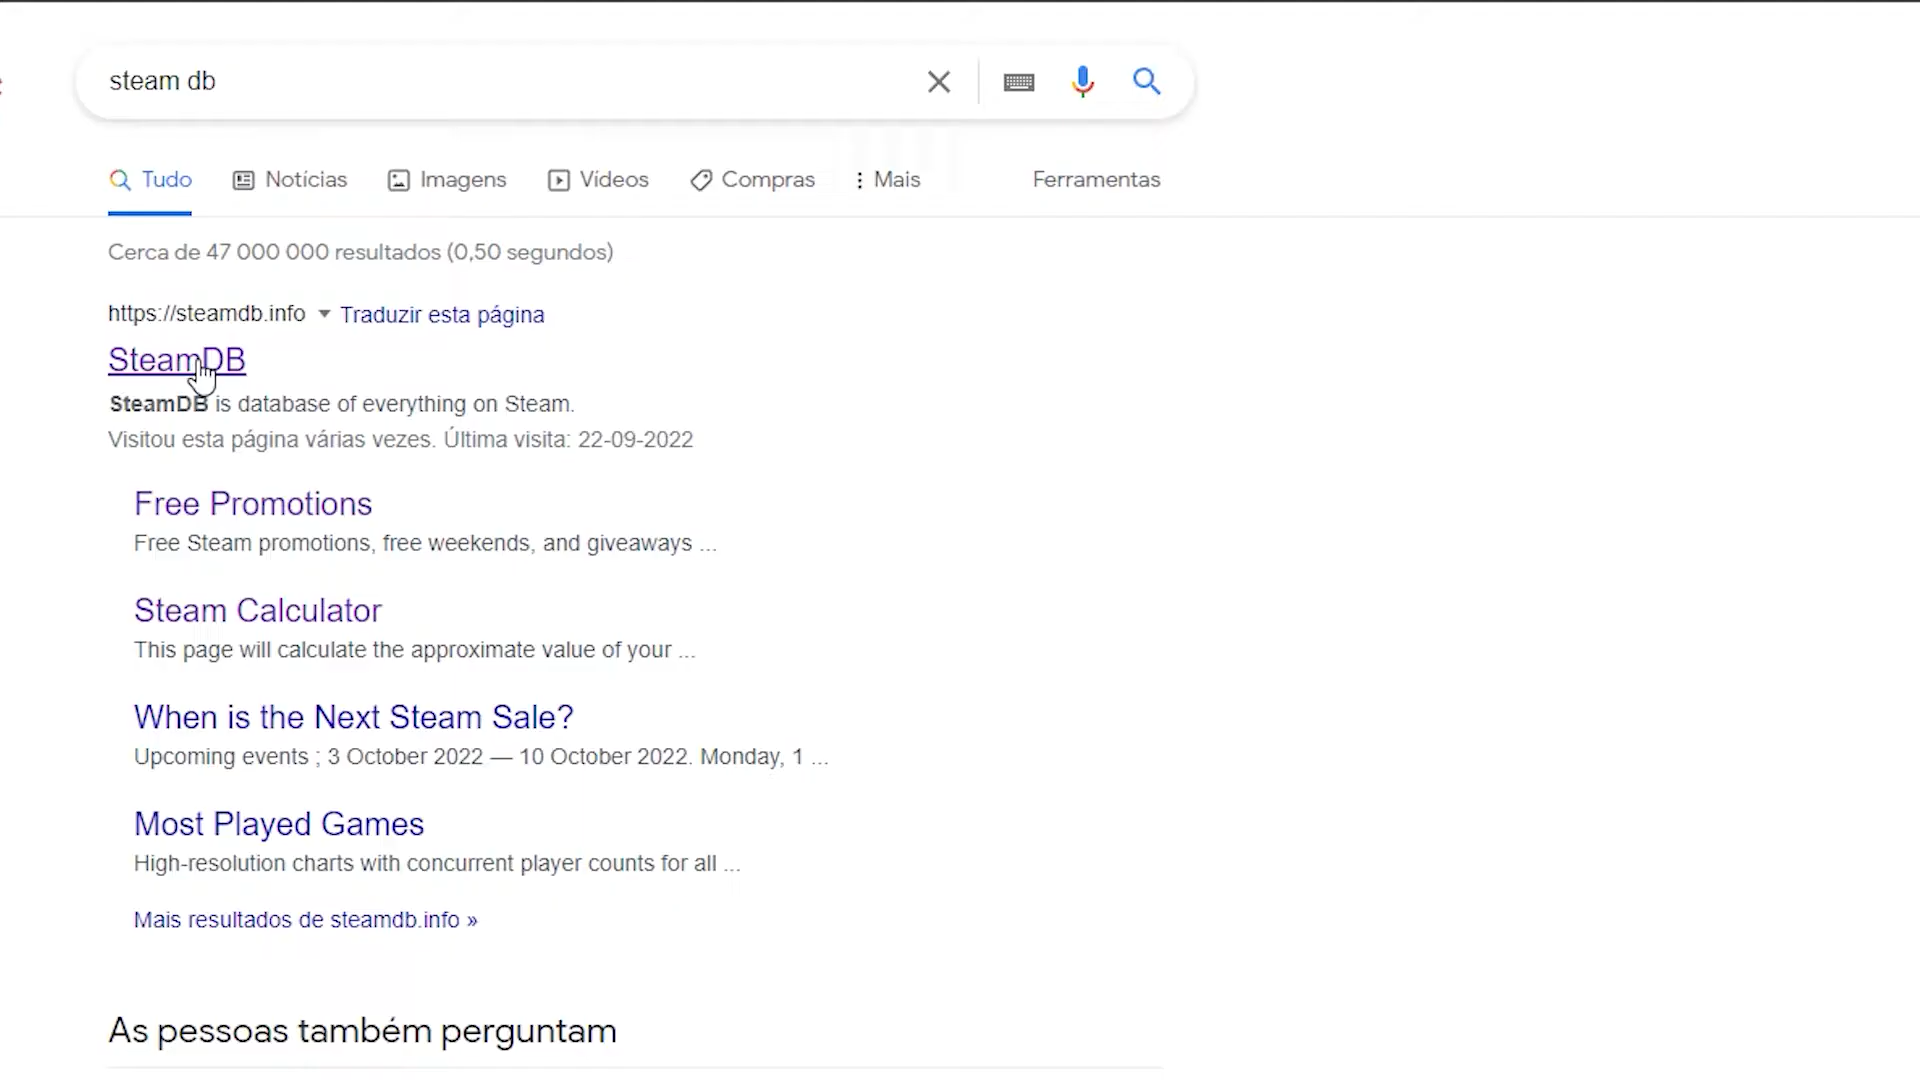 steam db
Tudo Notícias Imagens Vídeos Compras Mais Ferramentas
Cerca de 47 000 000 resultados (0,50 segundos)
https://steamdb.info Traduzir esta página
SteamDB
SteamDB is database of everything on Steam.
Visitou esta página várias vezes. Última visita: 22-09-2022
Free Promotions
Free Steam promotions, free weekends, and giveaways ...
Steam Calculator
This page will calculate the approximate value of your ...
When is the Next Steam Sale?
Upcoming events ; 3 October 2022 — 10 October 2022. Monday, 1 ...
Most Played Games
High-resolution charts with concurrent player counts for all ...
Mais resultados de steamdb.info »
As pessoas também perguntam